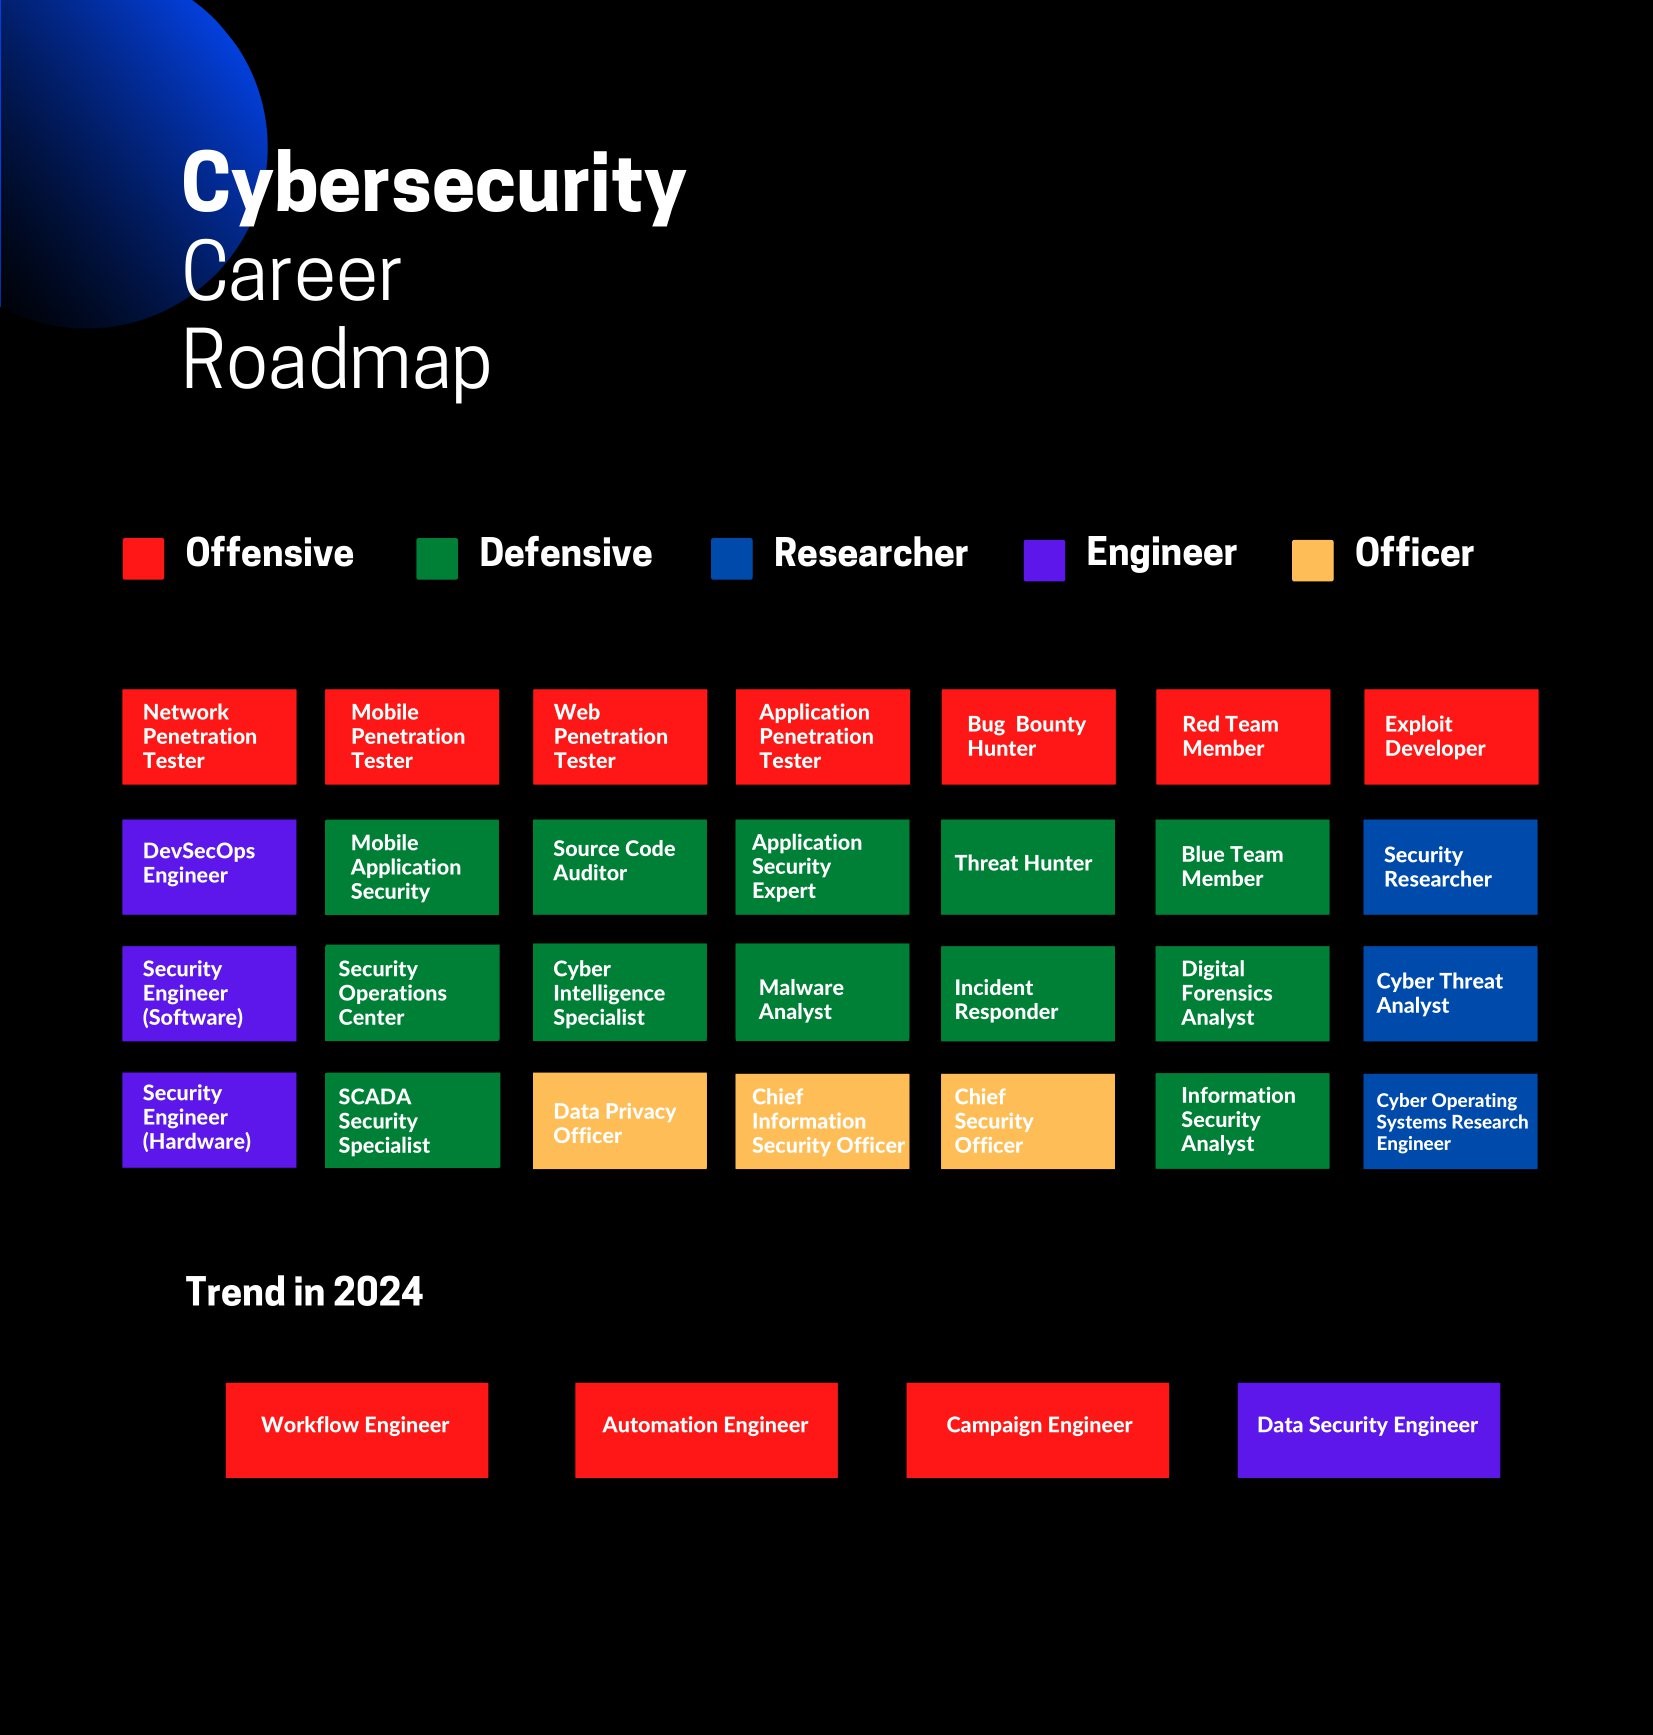 Cybersecurity
Career
Roadmap
Offensive
Defensive
Researcher
Engineer
Officer
Network
Penetration
Tester
Mobile
Penetration
Tester
Web
Penetration
Tester
Application
Penetration
Tester
Bug  Bounty
Hunter
Red Team
Member
Exploit
Developer
DevSecOps
Engineer
Mobile
Application
Security
Source Code
Auditor
Application
Security
Expert
Threat Hunter
Blue Team
Member
Security
Researcher
Security
Engineer
(Software)
Security
Operations
Center
Cyber
Intelligence
Specialist
Malware
Analyst
Incident
Responder
Digital
Forensics
Analyst
Cyber Threat
Analyst
Security
Engineer
(Hardware)
SCADA
Security
Specialist
Data Privacy
Officer
Chief
Information
Security Officer
Chief
Security
Officer
Information
Security
Analyst
Cyber Operating
Systems Research
Engineer
Trend in 2024
Workflow Engineer
Automation Engineer
Campaign Engineer
Data Security Engineer